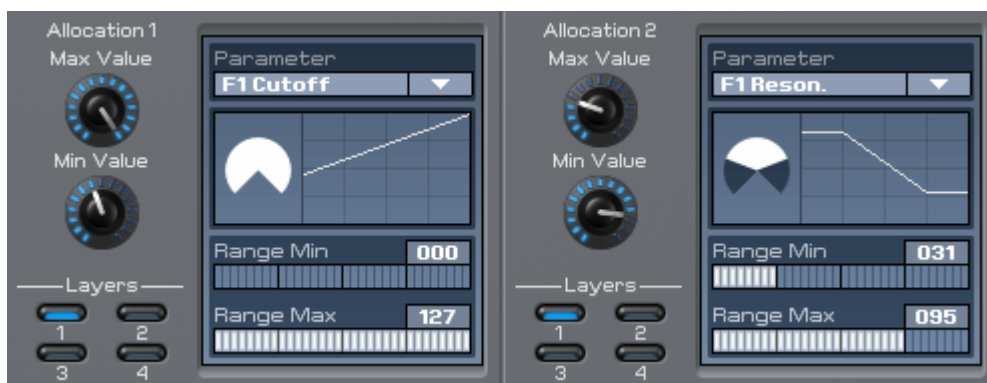 Allocation 1
Max Value
Min Value
Layers
1 2
3 4
Parameter
F1 Cutoff
Range Min 000
Range Max 127
Allocation 2
Max Value
Min Value
Layers
1 2
3 4
Parameter
F1 Reson.
Range Min 031
Range Max 095